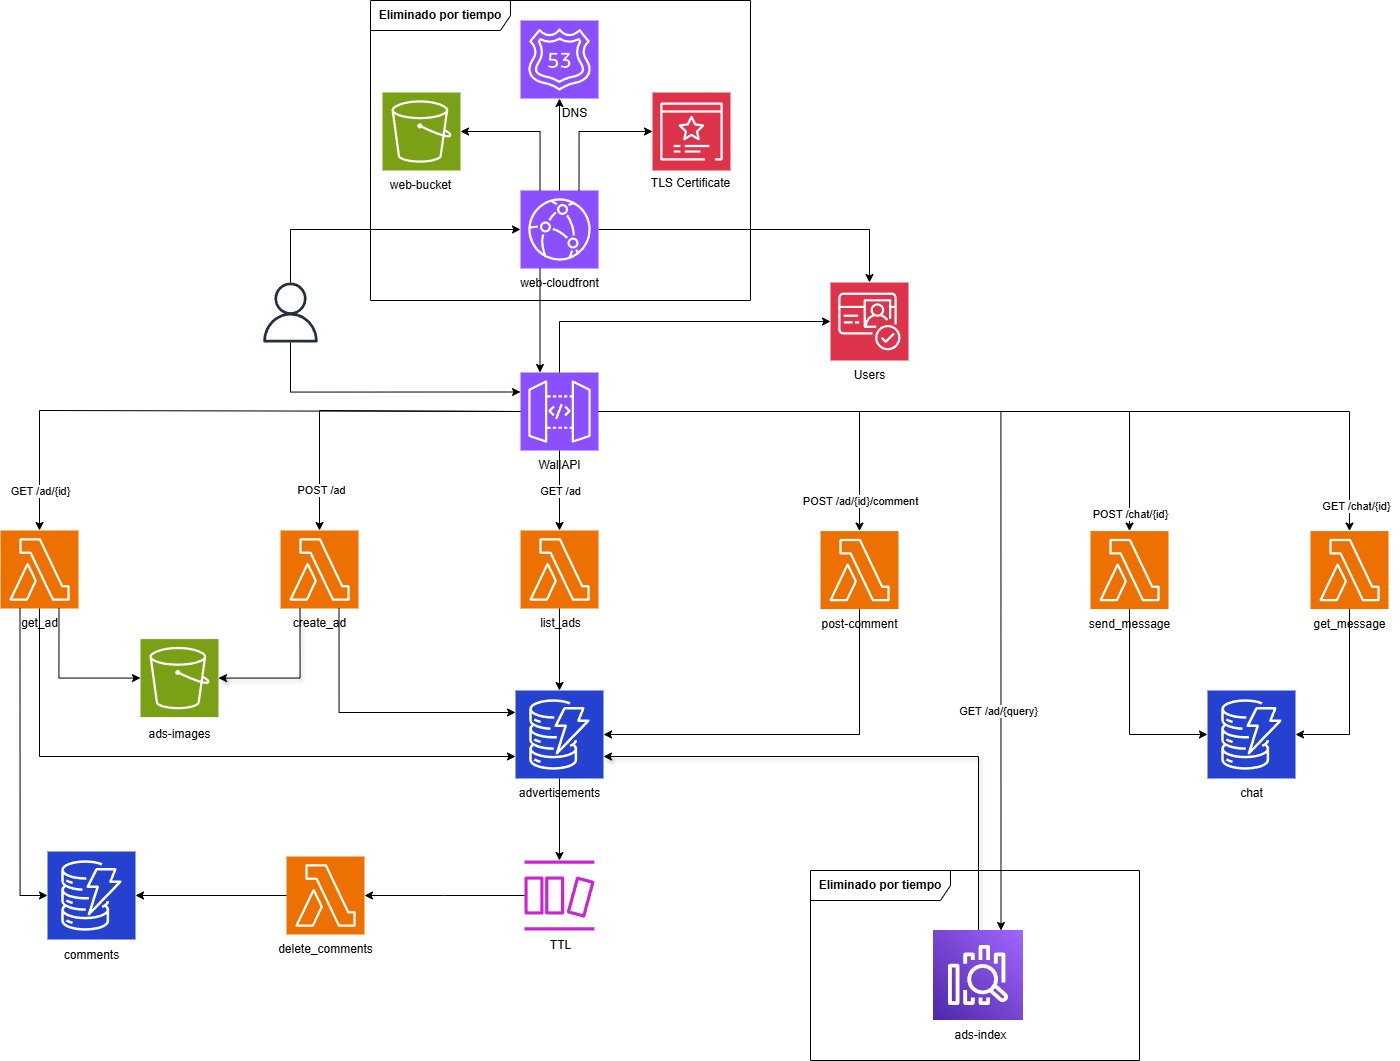 Eliminado por tiempo
53
DNS
web-bucket
TLS Certificate
web-cloudfront
Users
</>
WallAPI
GET /ad/{id}
POST /ad
GET /ad
POST /ad/{id}/comment
POST /chat/{id}
GET /chat/{id}
get_ad
create_ad
list_ads
post-comment
send_message
get_message
GET /ad/{query}
ads-images
advertisements
chat
Eliminado por tiempo
TTL
delete_comments
comments
ads-index